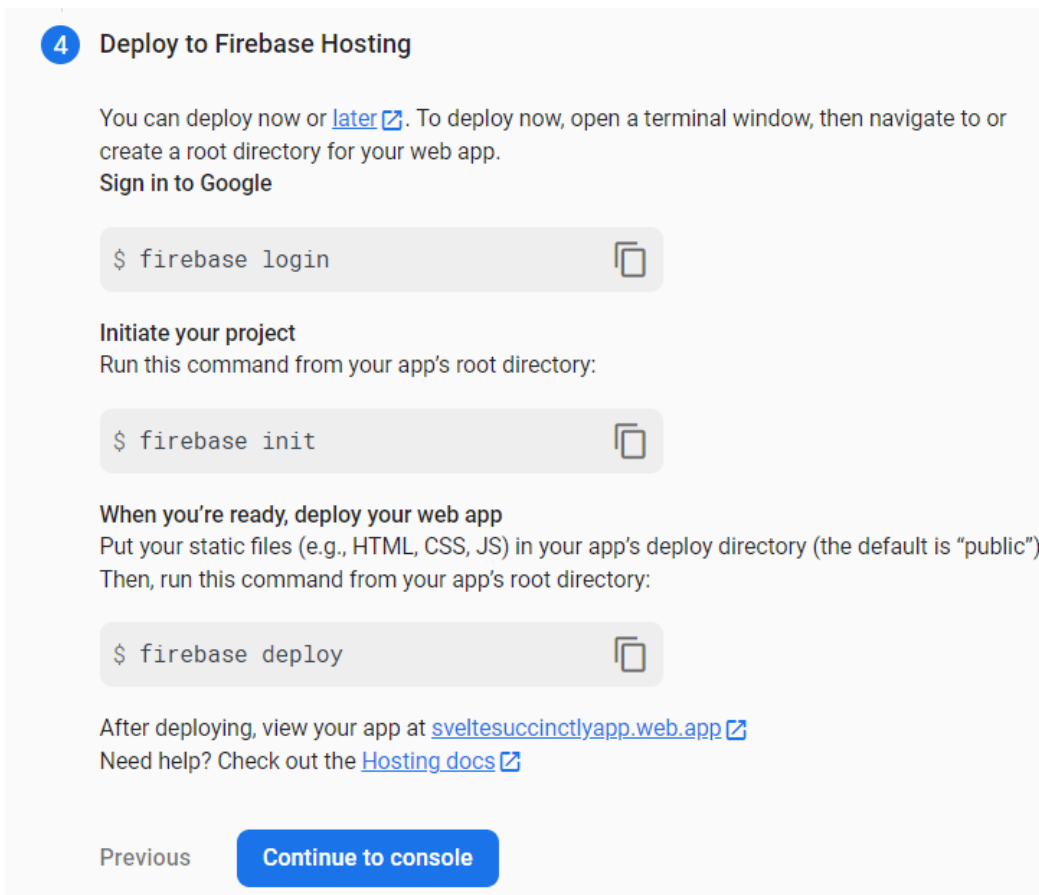 4 Deploy to Firebase Hosting
You can deploy now or later. To deploy now, open a terminal window, then navigate to or
create a root directory for your web app.
Sign in to Google
$ firebase login
Initiate your project
Run this command from your app’s root directory:
$ firebase init
When you’re ready, deploy your web app
Put your static files (e.g., HTML, CSS, JS) in your app’s deploy directory (the default is “public”)
Then, run this command from your app’s root directory:
$ firebase deploy
After deploying, view your app at sveltesuccinctlyapp.web.app
Need help? Check out the Hosting docs
Previous Continue to console